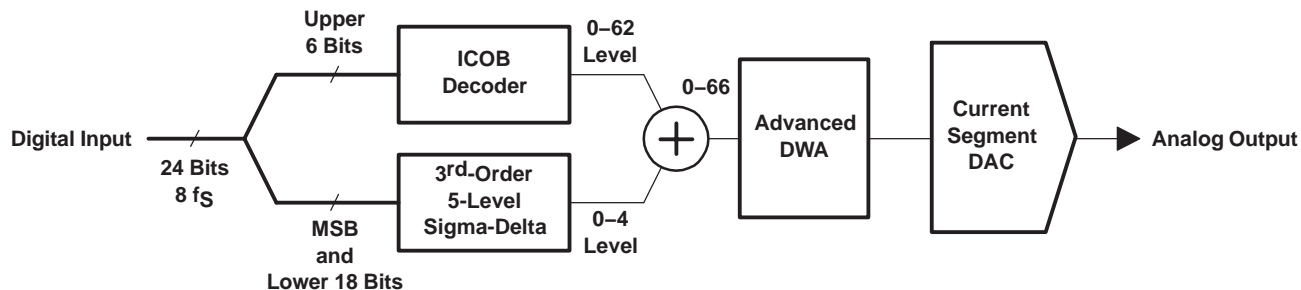 Digital Input
24 Bits
8 fS
Upper
6 Bits
ICOB
Decoder
0–62
Level
MSB
and
Lower 18 Bits
3rd-Order
5-Level
Sigma-Delta
0–4
Level
+
0–66
Advanced
DWA
Current
Segment
DAC
Analog Output